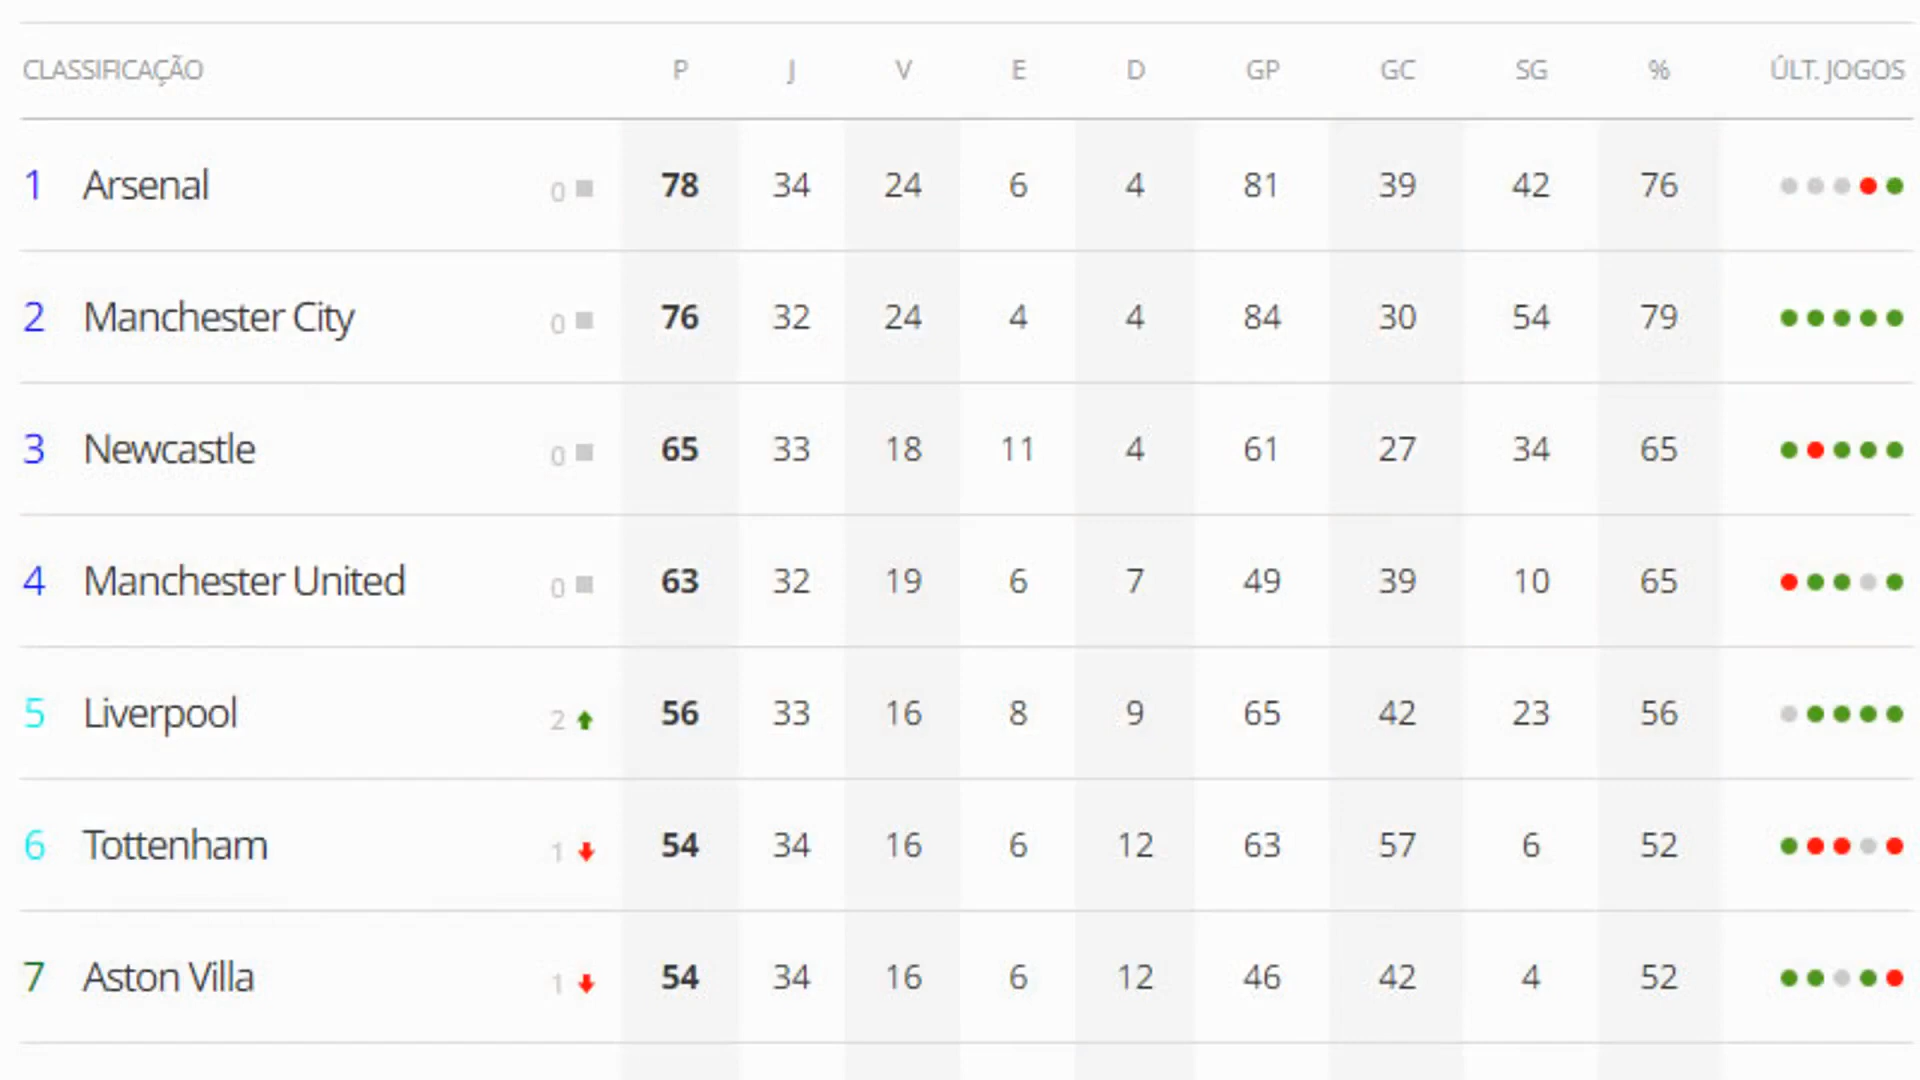 CLASSIFICAÇÃO P J V E D GP GC SG % ÚLT. JOGOS
1 Arsenal 0 78 34 24 6 4 81 39 42 76
2 Manchester City 0 76 32 24 4 4 84 30 54 79
3 Newcastle 0 65 33 18 11 4 61 27 34 65
4 Manchester United 0 63 32 19 6 7 49 39 10 65
5 Liverpool 2 56 33 16 8 9 65 42 23 56
6 Tottenham 1 54 34 16 6 12 63 57 6 52
7 Aston Villa 1 54 34 16 6 12 46 42 4 52